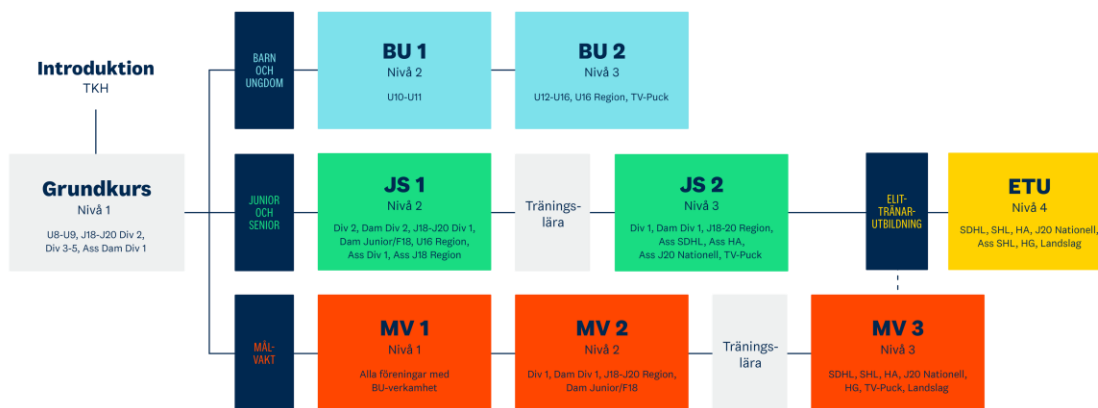 Introduktion
TKH
Grundkurs
Nivå 1
U8-U9, J18-J20 Div 2,
Div 3-5, Ass Dam Div 1
BARN
OCH
UNGDOM
BU 1
Nivå 2
U10-U11
BU 2
Nivå 3
U12-U16, U16 Region, TV-Puck
JUNIOR
OCH
SENIOR
JS 1
Nivå 2
Div 2, Dam Div 2, J18-J20 Div 1,
Dam Junior/F18, U16 Region,
Ass Div 1, Ass J18 Region
Tränings-
lära
JS 2
Nivå 3
Div 1, Dam Div 1, J18-20 Region,
Ass SDHL, Ass HA,
Ass J20 Nationell, TV-Puck
ELIT-
TRÄNAR-
UTBILDNING
ETU
Nivå 4
SDHL, SHL, HA, J20 Nationell,
Ass SHL, HG, Landslag
MÅL-
VAKT
MV 1
Nivå 1
Alla föreningar med
BU-verkamhet
MV 2
Nivå 2
Div 1, Dam Div 1, J18-J20 Region,
Dam Junior/F18
Tränings-
lära
MV 3
Nivå 3
SDHL, SHL, HA, J20 Nationell,
HG, TV-Puck, Landslag